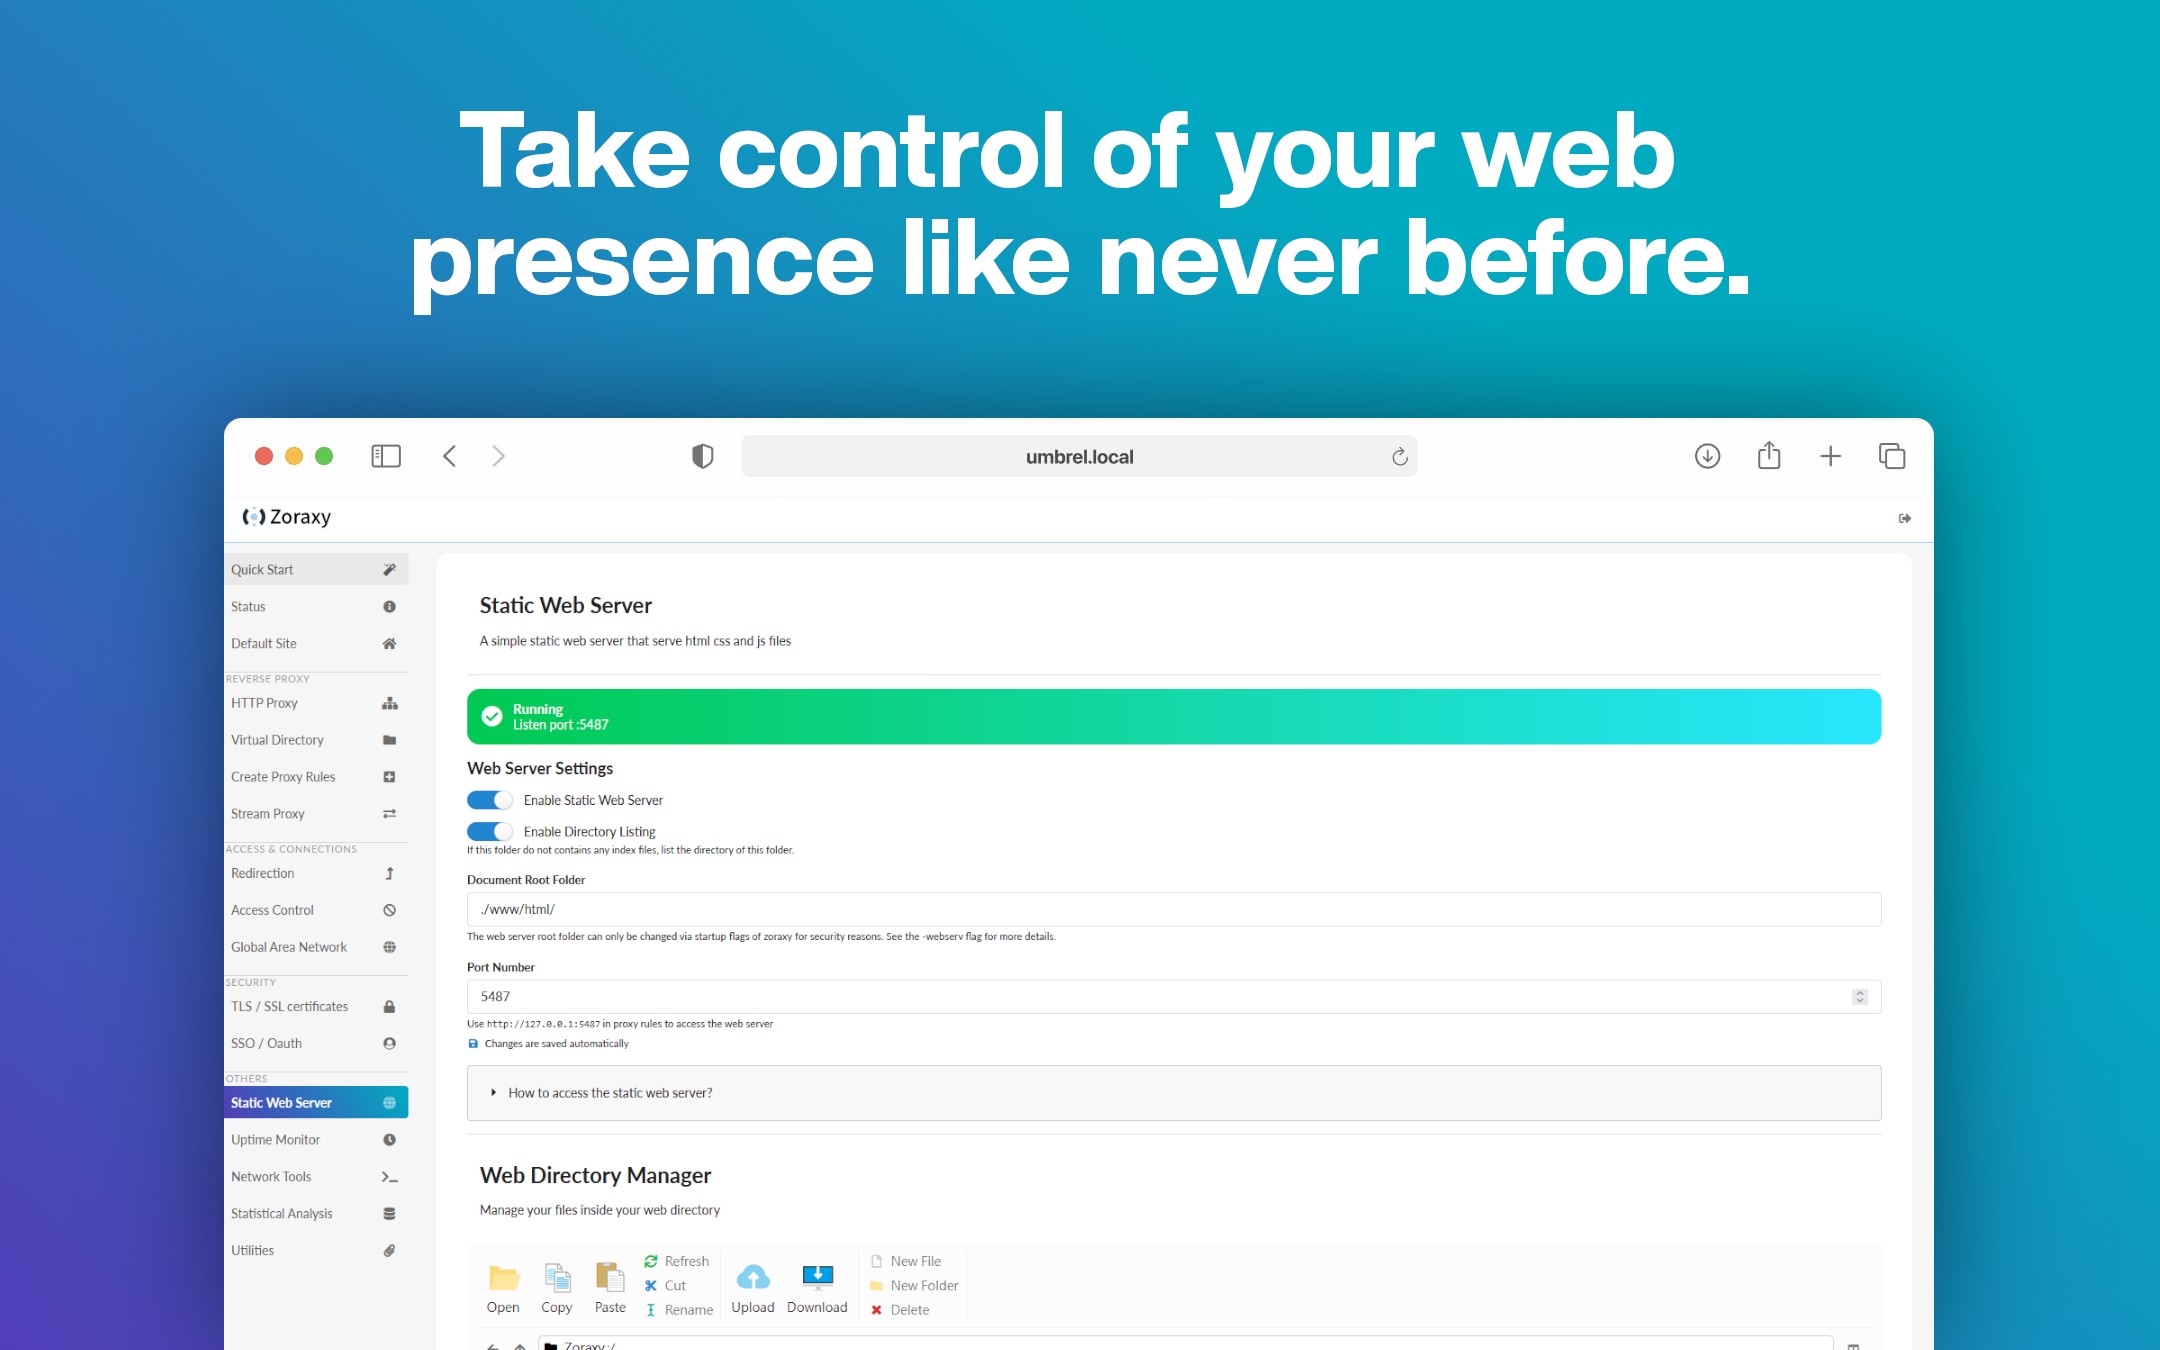 Take control of your web
presence like never before.
umbrel.local
Zoraxy
Quick Start
Status
Default Site
REVERSE PROXY
HTTP Proxy
Virtual Directory
Create Proxy Rules
Stream Proxy
ACCESS & CONNECTIONS
Redirection
Access Control
Global Area Network
SECURITY
TLS / SSL certificates
SSO / Oauth
OTHERS
Static Web Server
Uptime Monitor
Network Tools
Statistical Analysis
Utilities
Static Web Server
A simple static web server that serve html css and js files
Running
Listen port :5487
Web Server Settings
Enable Static Web Server
Enable Directory Listing
If this folder do not contains any index files, list the directory of this folder.
Document Root Folder
./www/html/
The web server root folder can only be changed via startup flags of zoraxy for security reasons. See the -webserv flag for more details.
Port Number
5487
Use http://127.0.0.1:5487 in proxy rules to access the web server
Changes are saved automatically
How to access the static web server?
Web Directory Manager
Manage your files inside your web directory
Open
Copy
Paste
Refresh
Cut
Rename
Upload
Download
New File
New Folder
Delete
Zoraxy:/